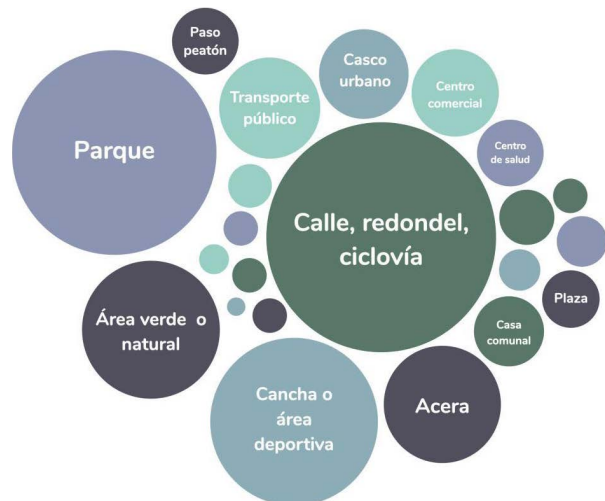 Paso
peatón
Casco
urbano
Transporte
público
Centro
comercial
Parque
Centro
de salud
Calle, redondel,
ciclovía
Plaza
Área verde o
natural
Casa
comunal
Cancha o
área
deportiva
Acera